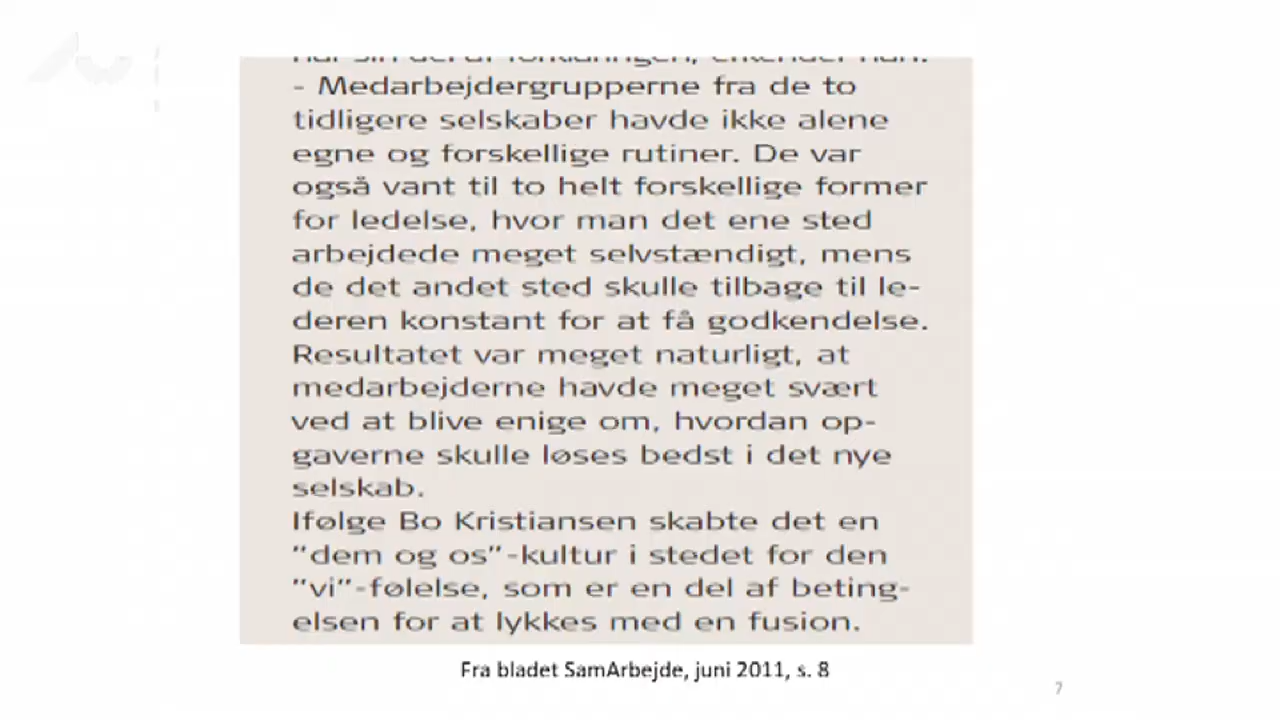 - Medarbejdergrupperne fra de to
tidligere selskaber havde ikke alene
egne og forskellige rutiner. De var
også vant til to helt forskellige former
for ledelse, hvor man det ene sted
arbejdede meget selvstændigt, mens
de det andet sted skulle tilbage til le-
deren konstant for at få godkendelse.
Resultatet var meget naturligt, at
medarbejderne havde meget svært
ved at blive enige om, hvordan op-
gaverne skulle løses bedst i det nye
selskab.
Ifølge Bo Kristiansen skabte det en
"dem og os"-kultur i stedet for den
"vi"-følelse, som er en del af beting-
elsen for at lykkes med en fusion.
Fra bladet SamArbejde, juni 2011, s. 8
7